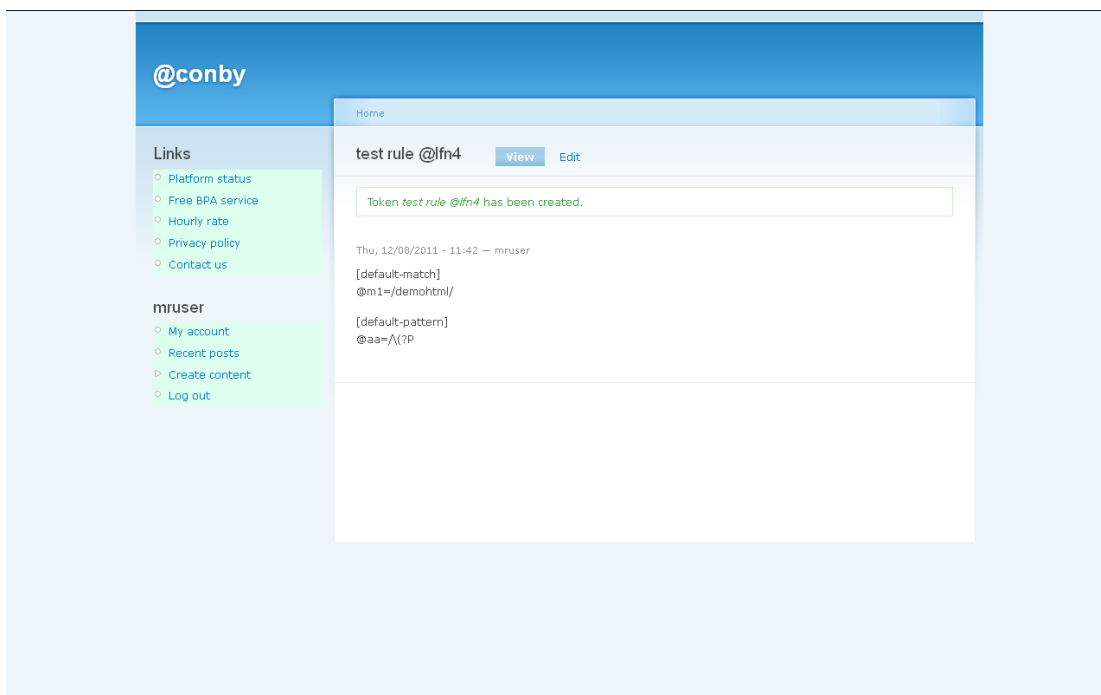 @conby
Home
Links
Platform status
Free BPA service
Hourly rate
Privacy policy
Contact us
mruser
My account
Recent posts
Create content
Log out
test rule @lfn4
View
Edit
Token test rule @lfn4 has been created.
Thu, 12/08/2011 - 11:42 — mruser
[default-match]
@m1=/demohtml/
[default-pattern]
@aa=/\(?P